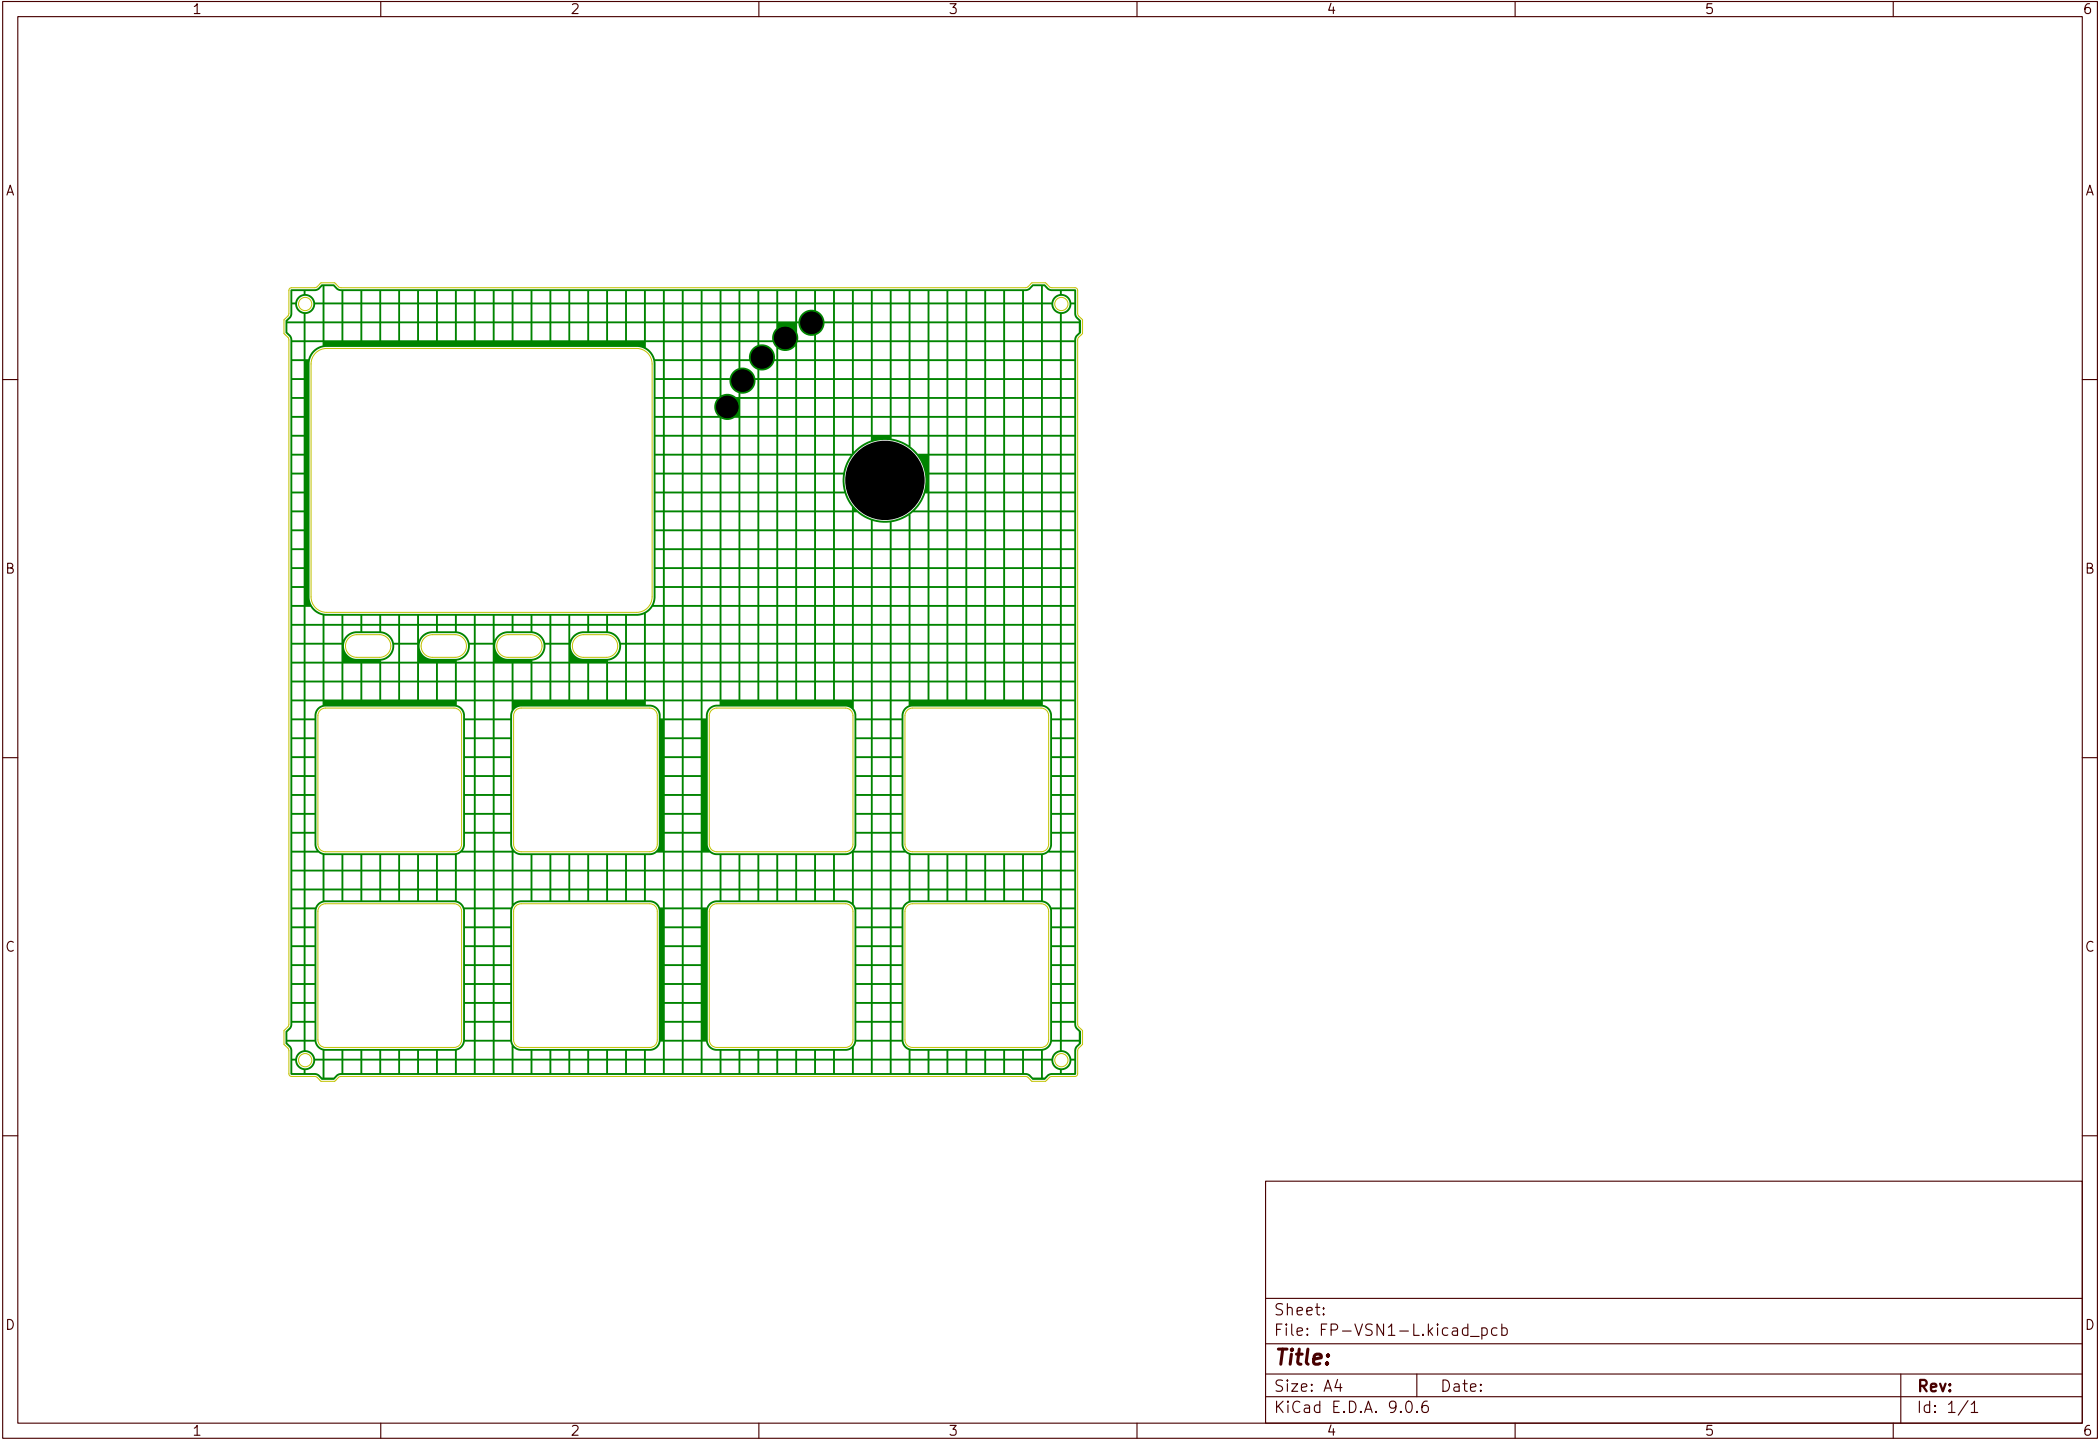 1 2 3 4 5 6
A A
B B
C C
D D
Sheet:
File: FP-VSN1-L.kicad_pcb
Title:
Size: A4 Date: Rev:
KiCad E.D.A. 9.0.6 Id: 1/1
1 2 3 4 5 6